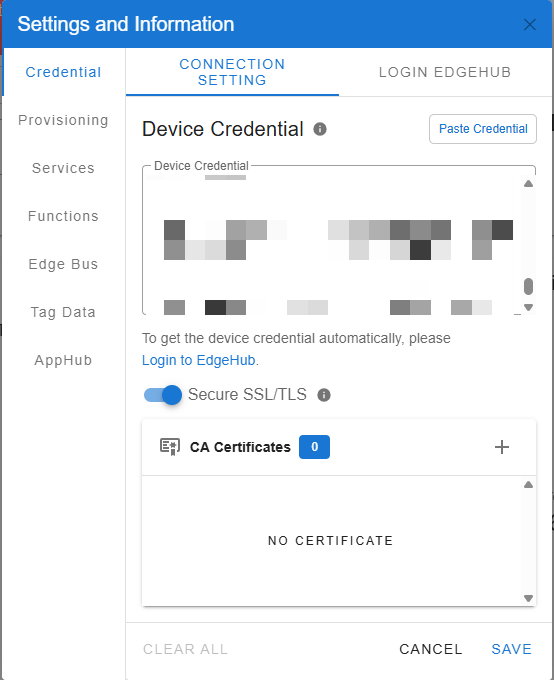 Settings and Information
Credential
Provisioning
Services
Functions
Edge Bus
Tag Data
AppHub
CONNECTION
SETTING
LOGIN EDGEHUB
Device Credential
Paste Credential
Device Credential
To get the device credential automatically, please
Login to EdgeHub.
Secure SSL/TLS
CA Certificates 0
NO CERTIFICATE
CLEAR ALL
CANCEL
SAVE